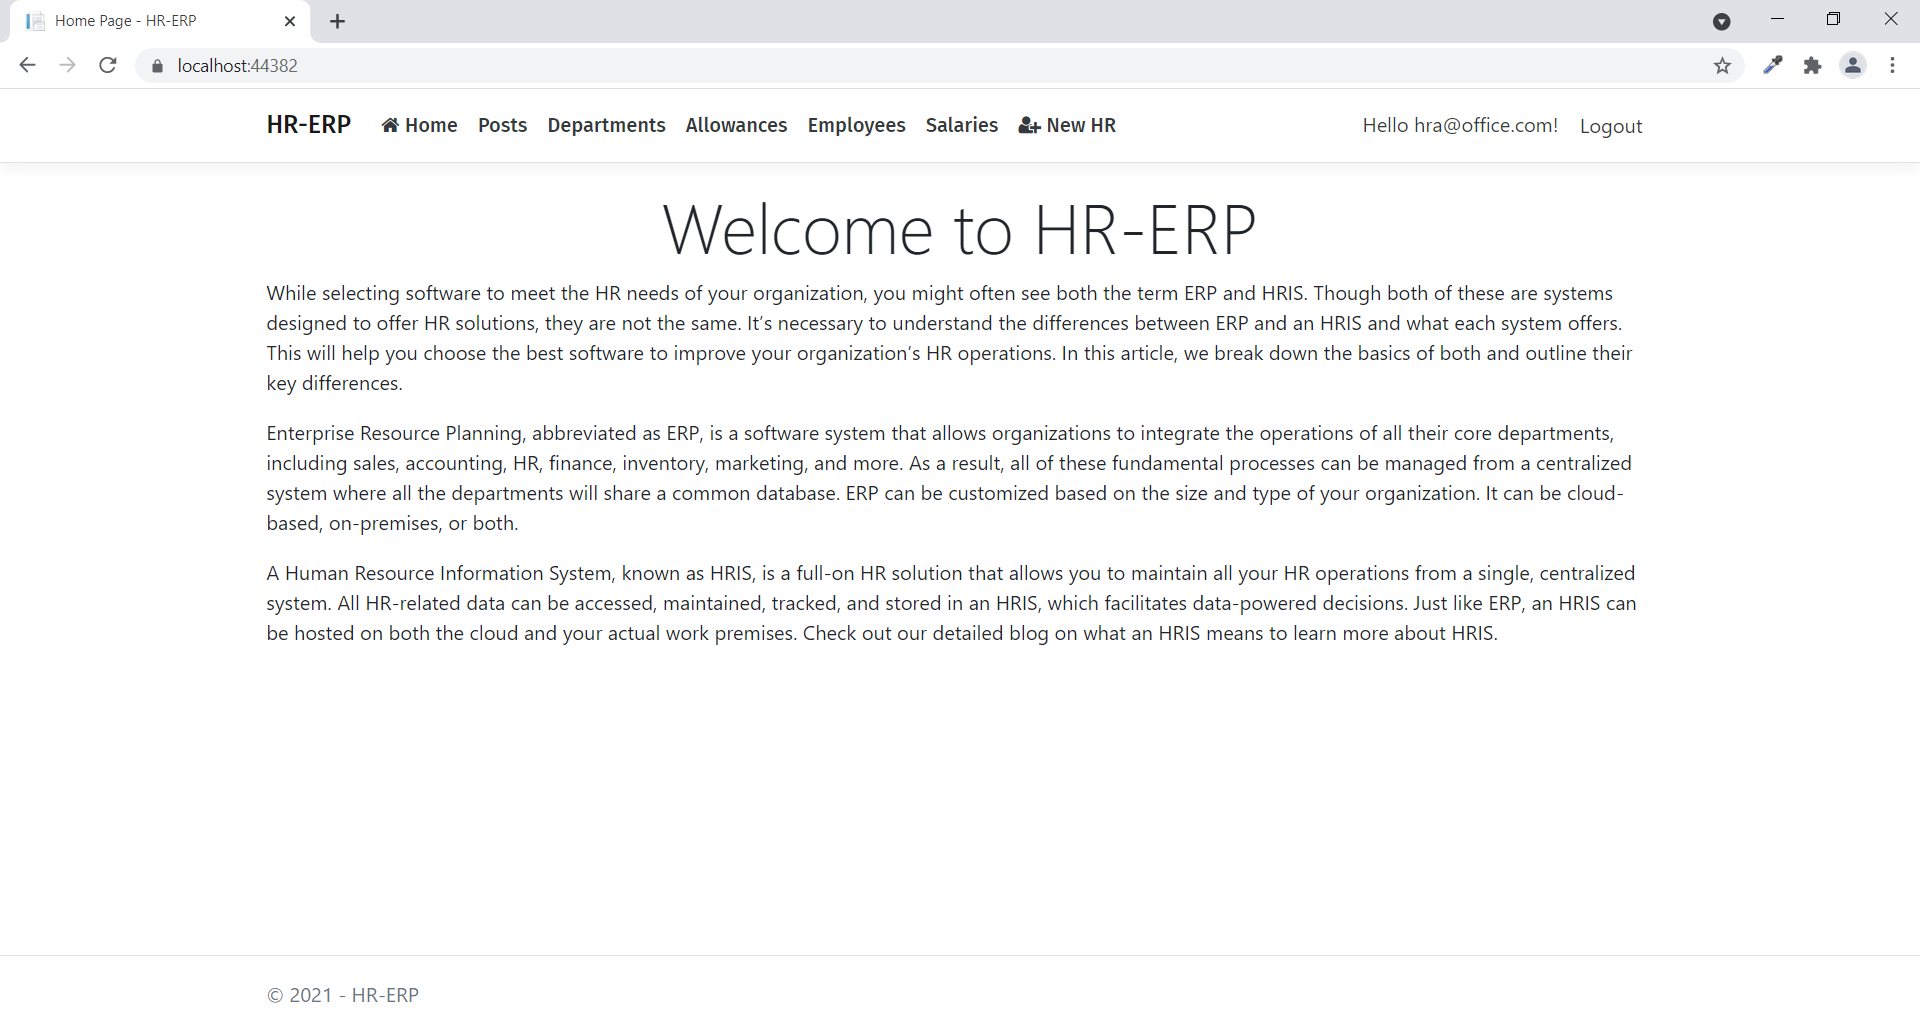 Home Page - HR-ERP
localhost:44382
HR-ERP Home Posts Departments Allowances Employees Salaries New HR Hello hra@office.com! Logout
Welcome to HR-ERP
While selecting software to meet the HR needs of your organization, you might often see both the term ERP and HRIS. Though both of these are systems
designed to offer HR solutions, they are not the same. It’s necessary to understand the differences between ERP and an HRIS and what each system offers.
This will help you choose the best software to improve your organization’s HR operations. In this article, we break down the basics of both and outline their
key differences.
Enterprise Resource Planning, abbreviated as ERP, is a software system that allows organizations to integrate the operations of all their core departments,
including sales, accounting, HR, finance, inventory, marketing, and more. As a result, all of these fundamental processes can be managed from a centralized
system where all the departments will share a common database. ERP can be customized based on the size and type of your organization. It can be cloud-
based, on-premises, or both.
A Human Resource Information System, known as HRIS, is a full-on HR solution that allows you to maintain all your HR operations from a single, centralized
system. All HR-related data can be accessed, maintained, tracked, and stored in an HRIS, which facilitates data-powered decisions. Just like ERP, an HRIS can
be hosted on both the cloud and your actual work premises. Check out our detailed blog on what an HRIS means to learn more about HRIS.
© 2021 - HR-ERP